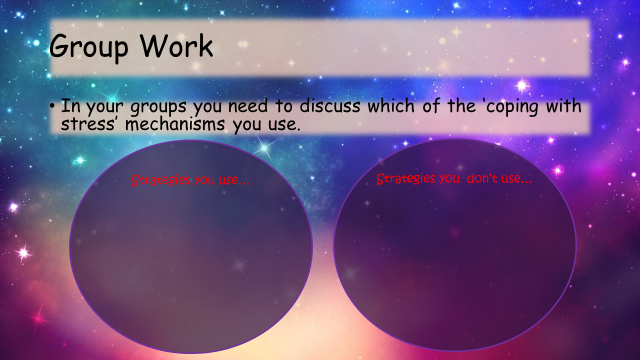 Group Work
• In your groups you need to discuss which of the ‘coping with
stress’ mechanisms you use.
Strategies you use...
Strategies you don't use...